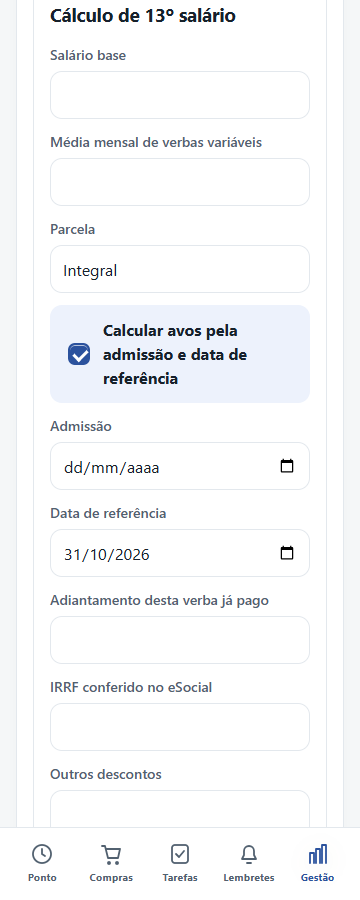 Cálculo de 13º salário
Salário base
Média mensal de verbas variáveis
Parcela
Integral
Calcular avos pela
admissão e data de
referência
Admissão
dd/mm/aaaa
Data de referência
31/10/2026
Adiantamento desta verba já pago
IRRF conferido no eSocial
Outros descontos
Ponto
Compras
Tarefas
Lembretes
Gestão